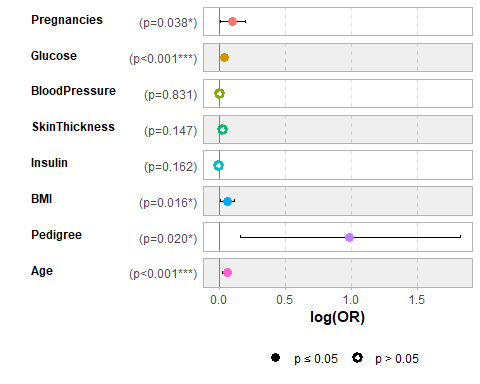 Pregnancies (p=0.038*)
Glucose (p<0.001***)
BloodPressure (p=0.831)
SkinThickness (p=0.147)
Insulin (p=0.162)
BMI (p=0.016*)
Pedigree (p=0.020*)
Age (p<0.001***)
0.0 0.5 1.0 1.5
log(OR)
p ≤ 0.05 p > 0.05